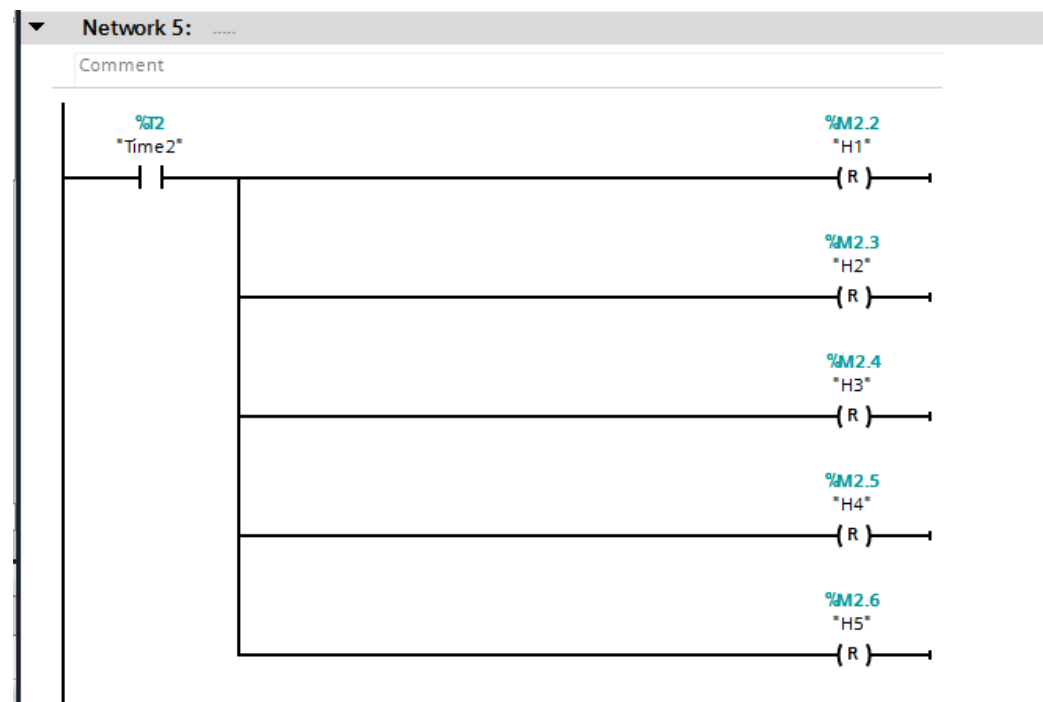 Network 5: .....
Comment
%T2
"Time2"
%M2.2
"H1"
( R )
%M2.3
"H2"
( R )
%M2.4
"H3"
( R )
%M2.5
"H4"
( R )
%M2.6
"H5"
( R )